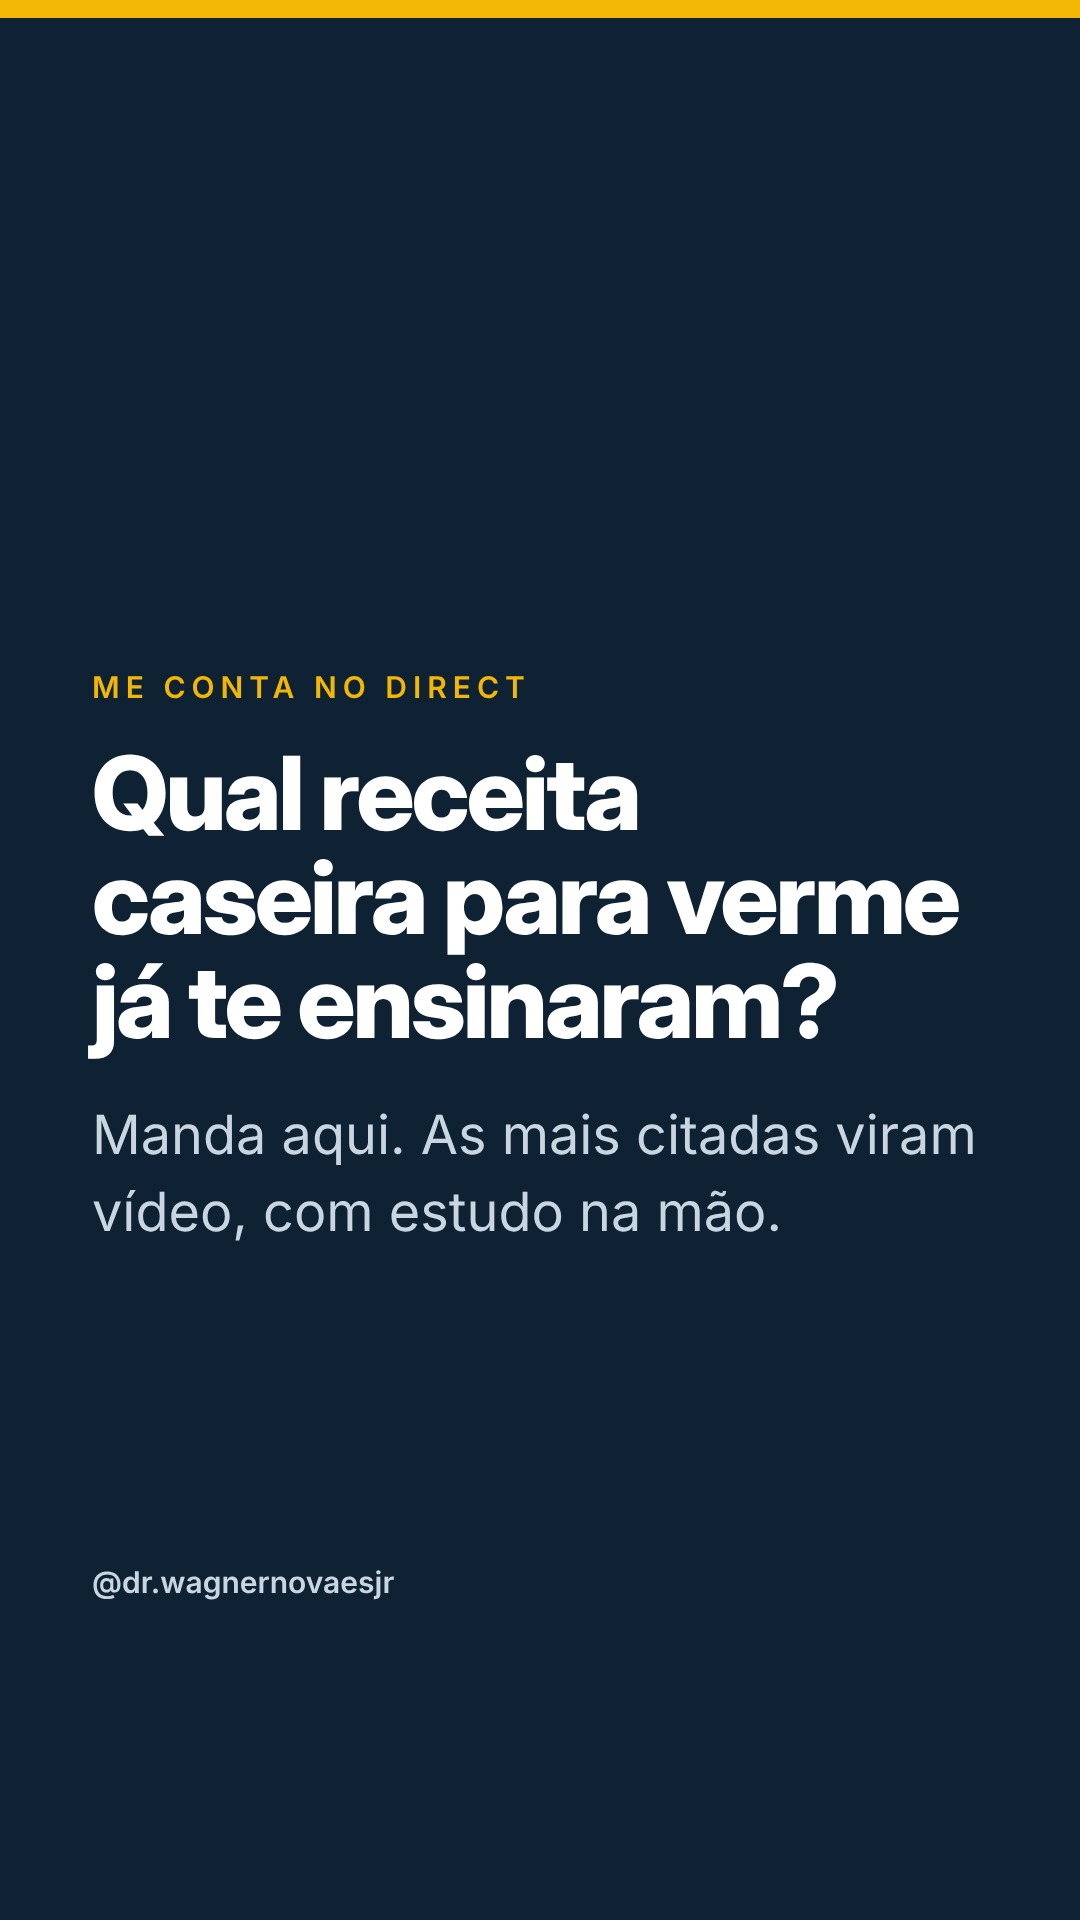 ME CONTA NO DIRECT
Qual receita
caseira para verme
já te ensinaram?
Manda aqui. As mais citadas viram
vídeo, com estudo na mão.
@dr.wagnernovaesjr